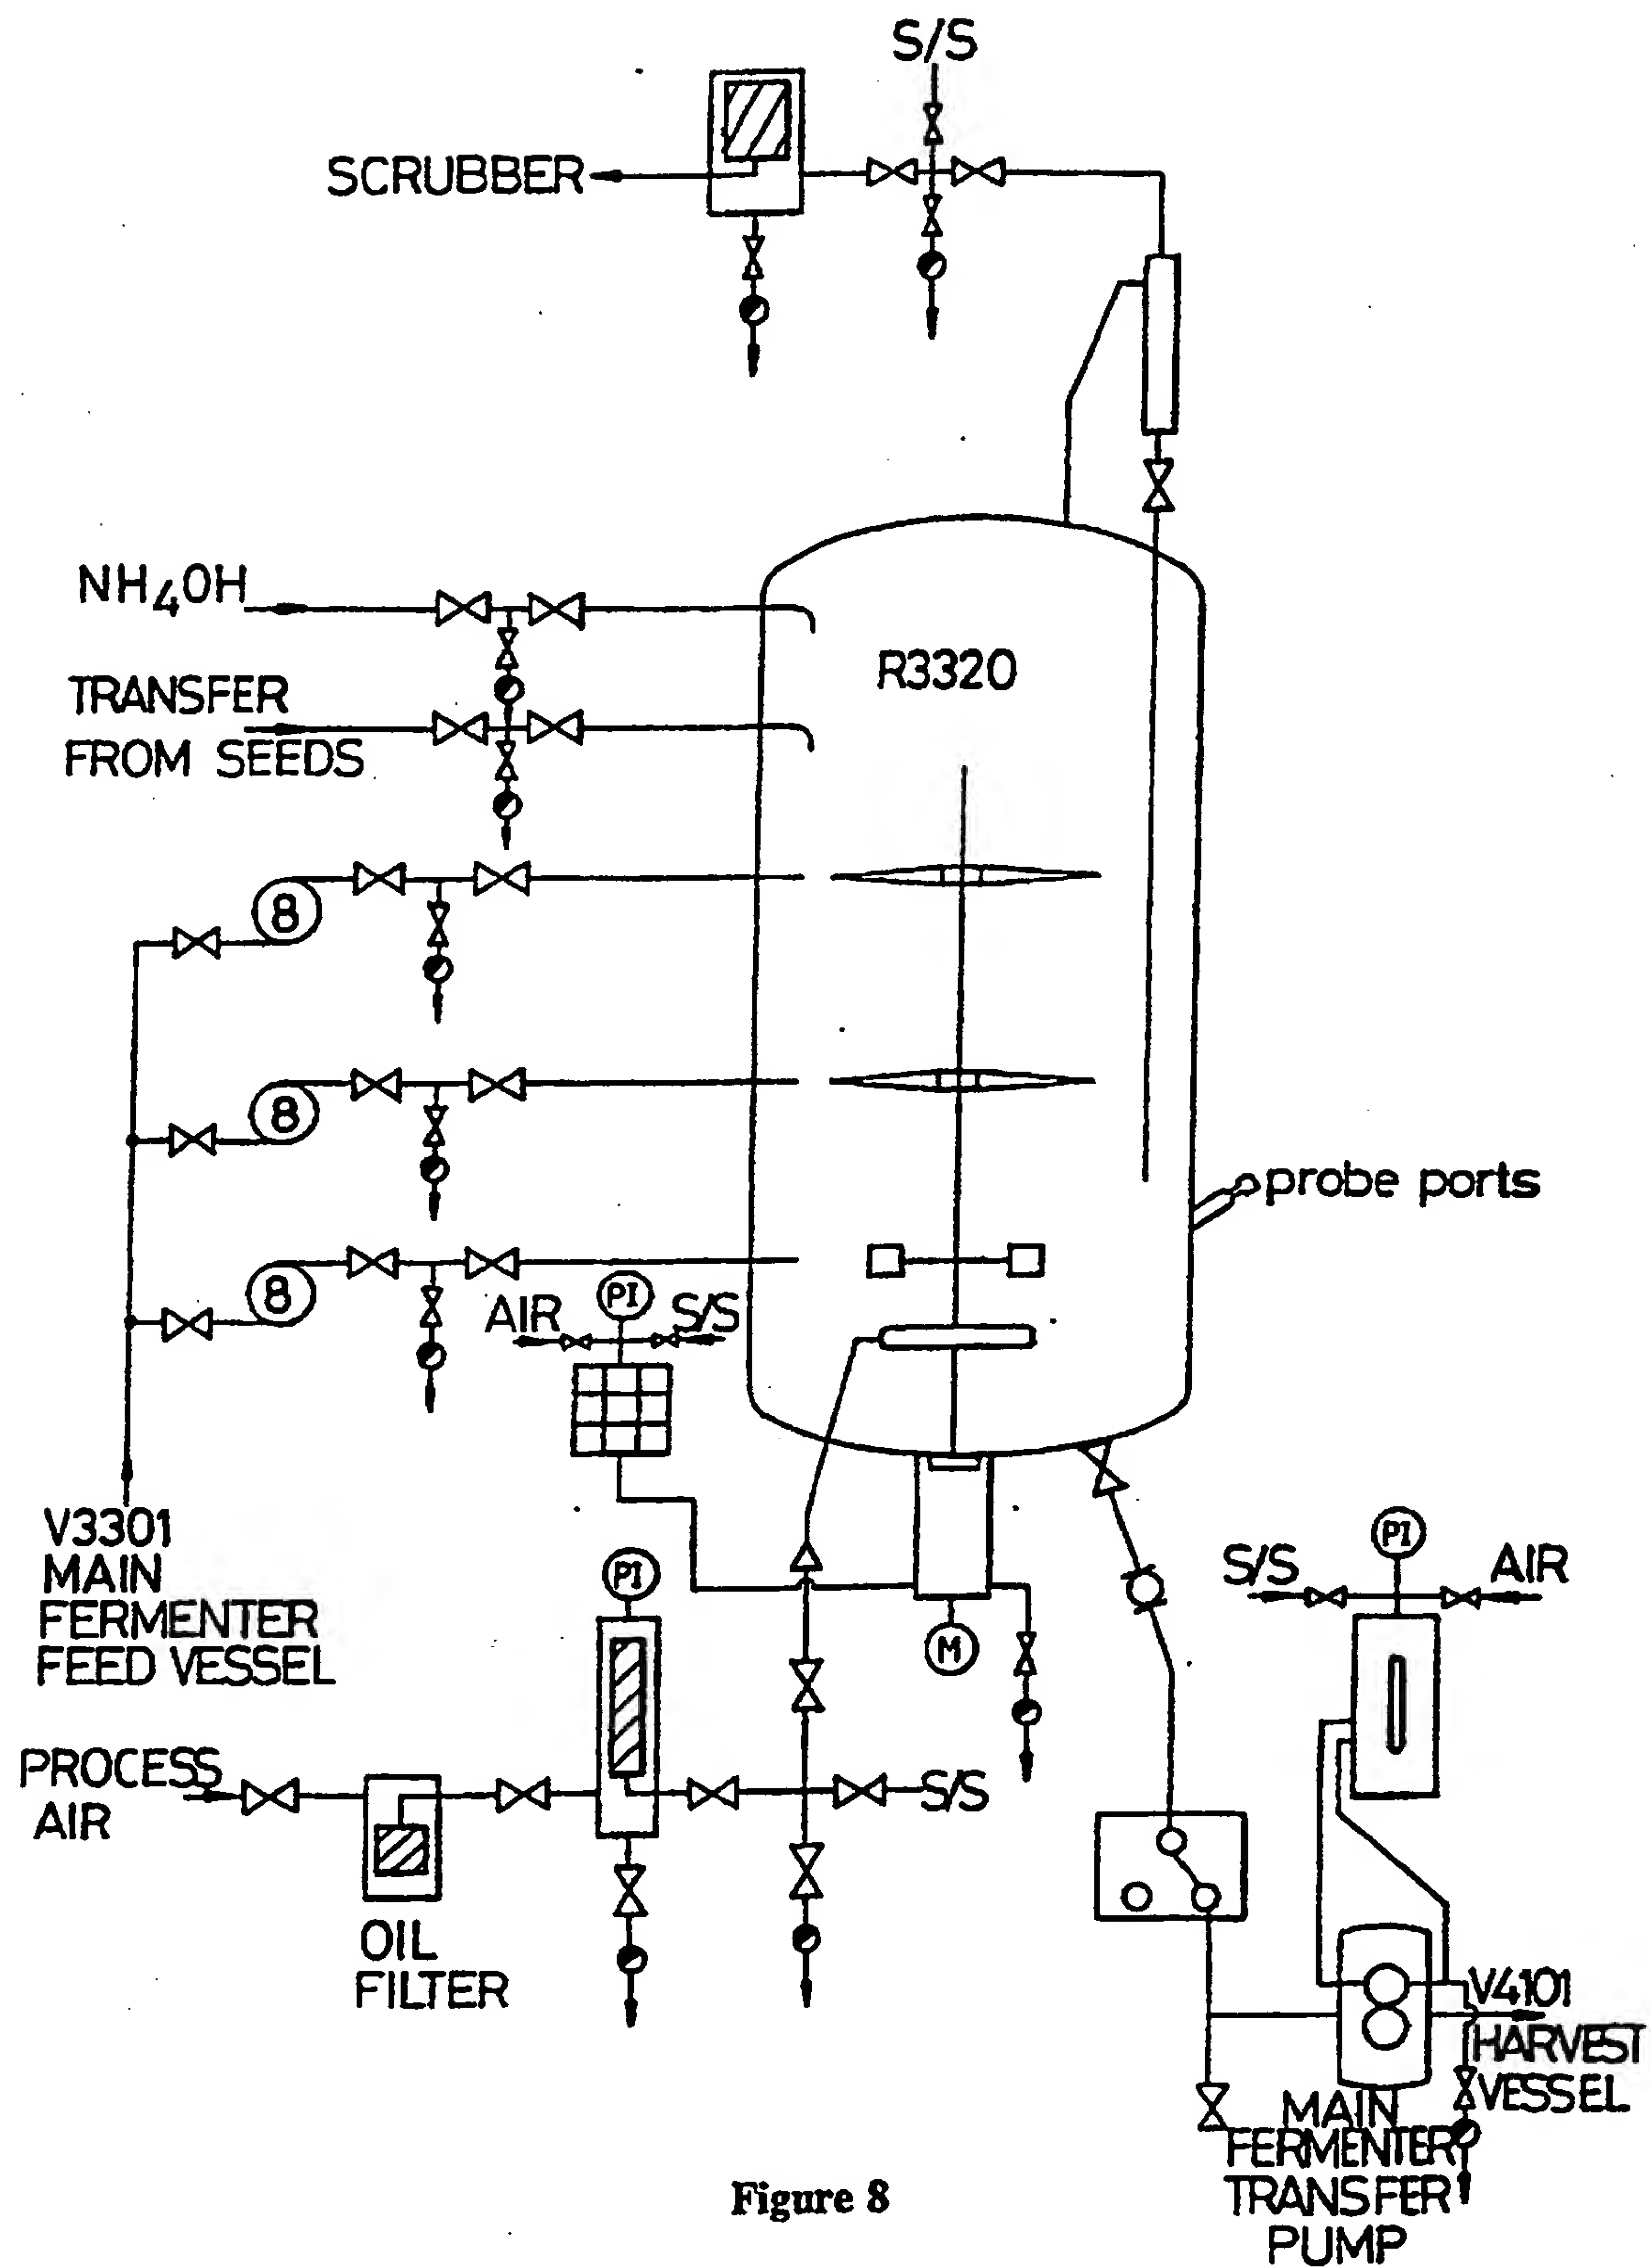 S/S
SCRUBBER
NH4OH
R3320
TRANSFER
FROM SEEDS
8
8
probe ports
8
PI
AIR
S/S
V3301
MAIN
FERMENTER
FEED VESSEL
PI
M
PI
S/S
AIR
PROCESS
AIR
S/S
OIL
FILTER
V4101
HARVEST
VESSEL
MAIN
FERMENTER
TRANSFER
PUMP
Figure 8